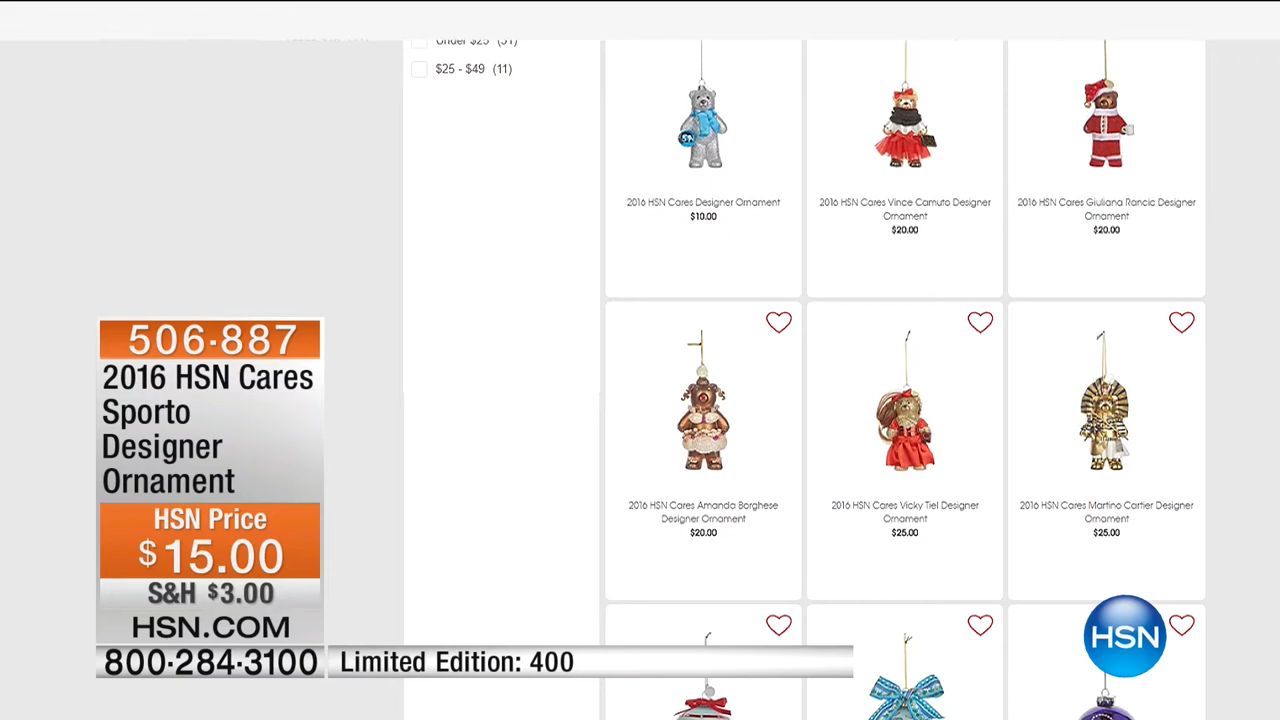 Under $25 (31)
$25 - $49 (11)
2016 HSN Cares Designer Ornament
$10.00
2016 HSN Cares Vince Camuto Designer
Ornament
$20.00
2016 HSN Cares Giuliana Rancic Designer
Ornament
$20.00
2016 HSN Cares Amanda Borghese
Designer Ornament
$20.00
2016 HSN Cares Vicky Tiel Designer
Ornament
$25.00
2016 HSN Cares Martino Cartier Designer
Ornament
$25.00
506·887
2016 HSN Cares
Sporto
Designer
Ornament
HSN Price
$15.00
S&H $3.00
HSN.COM
800·284·3100
Limited Edition: 400
HSN